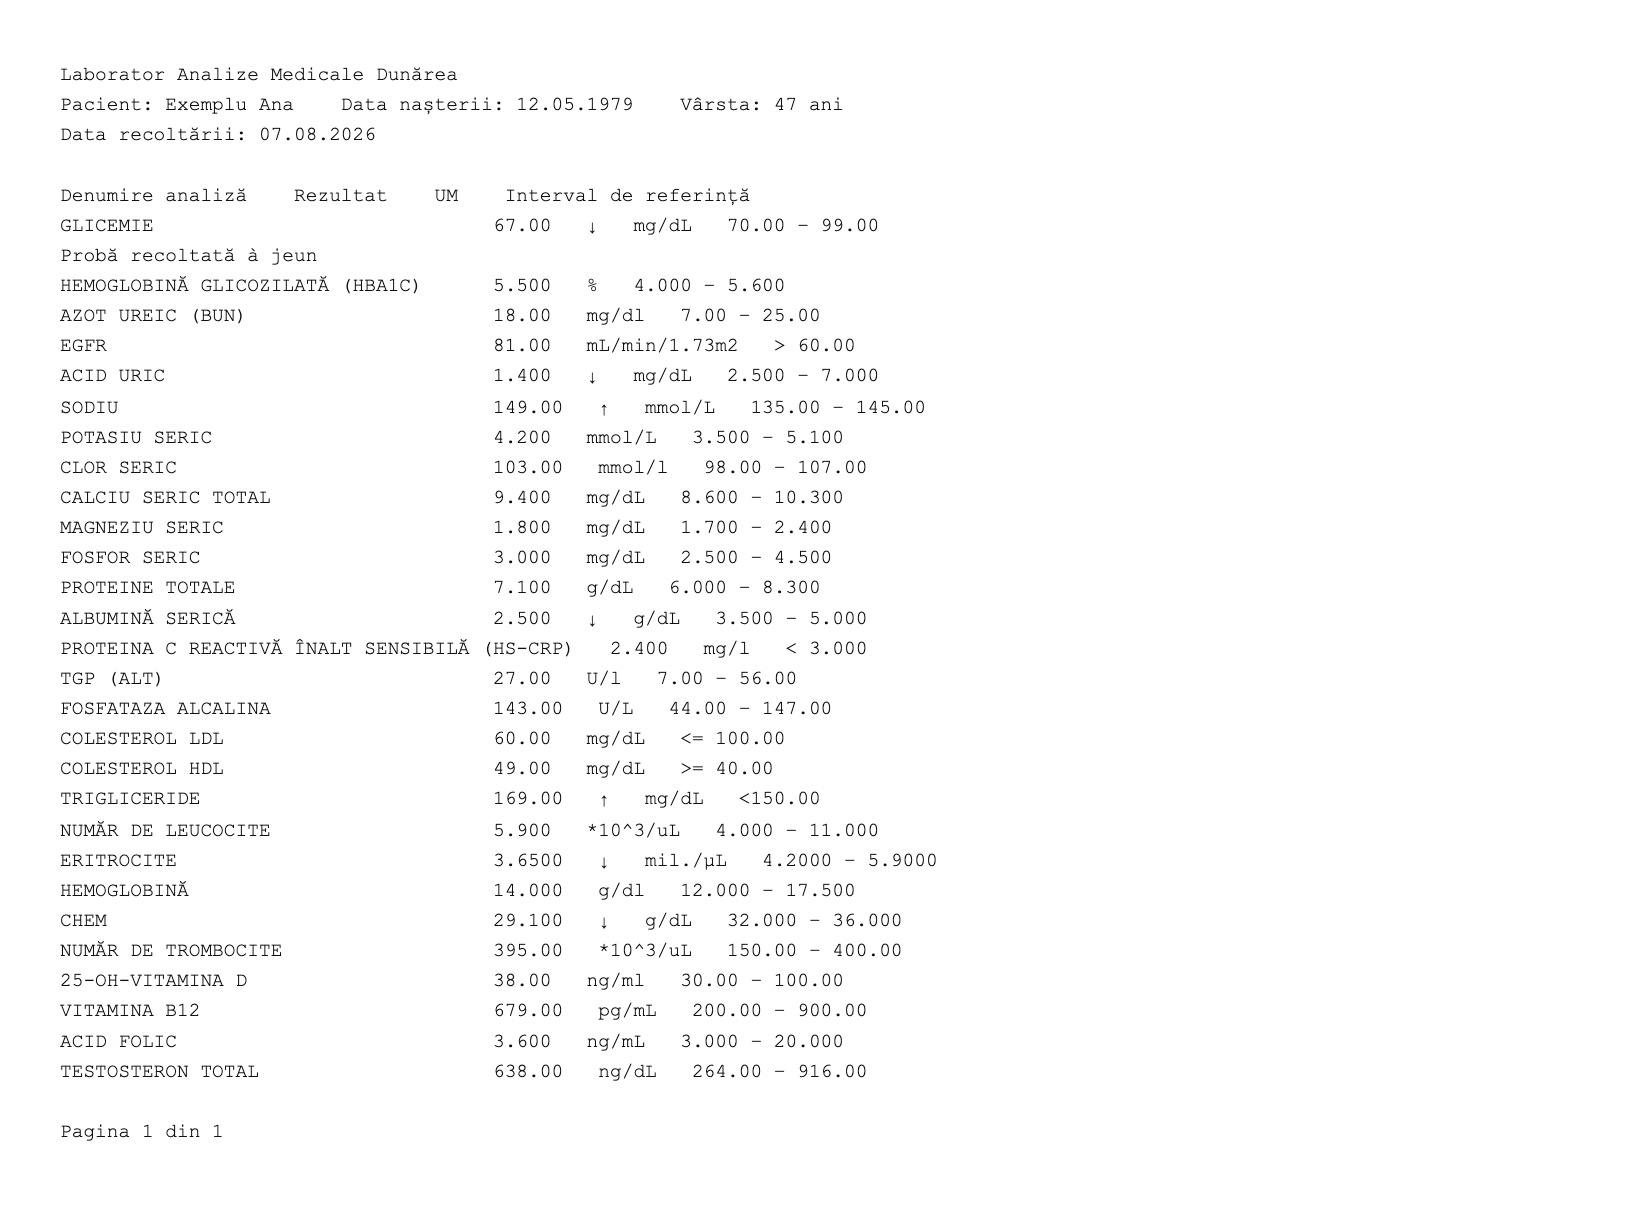 Laborator Analize Medicale Dunărea
Pacient: Exemplu Ana    Data nașterii: 12.05.1979    Vârsta: 47 ani
Data recoltării: 07.08.2026

Denumire analiză    Rezultat    UM    Interval de referință
GLICEMIE    67.00   ↓   mg/dL   70.00 – 99.00
Probă recoltată à jeun
HEMOGLOBINĂ GLICOZILATĂ (HBA1C)    5.500   %   4.000 – 5.600
AZOT UREIC (BUN)    18.00   mg/dl   7.00 – 25.00
EGFR    81.00   mL/min/1.73m2   > 60.00
ACID URIC    1.400   ↓   mg/dL   2.500 – 7.000
SODIU    149.00   ↑   mmol/L   135.00 – 145.00
POTASIU SERIC    4.200   mmol/L   3.500 – 5.100
CLOR SERIC    103.00   mmol/l   98.00 – 107.00
CALCIU SERIC TOTAL    9.400   mg/dL   8.600 – 10.300
MAGNEZIU SERIC    1.800   mg/dL   1.700 – 2.400
FOSFOR SERIC    3.000   mg/dL   2.500 – 4.500
PROTEINE TOTALE    7.100   g/dL   6.000 – 8.300
ALBUMINĂ SERICĂ    2.500   ↓   g/dL   3.500 – 5.000
PROTEINA C REACTIVĂ ÎNALT SENSIBILĂ (HS-CRP)   2.400   mg/l   < 3.000
TGP (ALT)    27.00   U/l   7.00 – 56.00
FOSFATAZA ALCALINA    143.00   U/L   44.00 – 147.00
COLESTEROL LDL    60.00   mg/dL   <= 100.00
COLESTEROL HDL    49.00   mg/dL   >= 40.00
TRIGLICERIDE    169.00   ↑   mg/dL   <150.00
NUMĂR DE LEUCOCITE    5.900   *10^3/uL   4.000 – 11.000
ERITROCITE    3.6500   ↓   mil./µL   4.2000 – 5.9000
HEMOGLOBINĂ    14.000   g/dl   12.000 – 17.500
CHEM    29.100   ↓   g/dL   32.000 – 36.000
NUMĂR DE TROMBOCITE    395.00   *10^3/uL   150.00 – 400.00
25-OH-VITAMINA D    38.00   ng/ml   30.00 – 100.00
VITAMINA B12    679.00   pg/mL   200.00 – 900.00
ACID FOLIC    3.600   ng/mL   3.000 – 20.000
TESTOSTERON TOTAL    638.00   ng/dL   264.00 – 916.00

Pagina 1 din 1